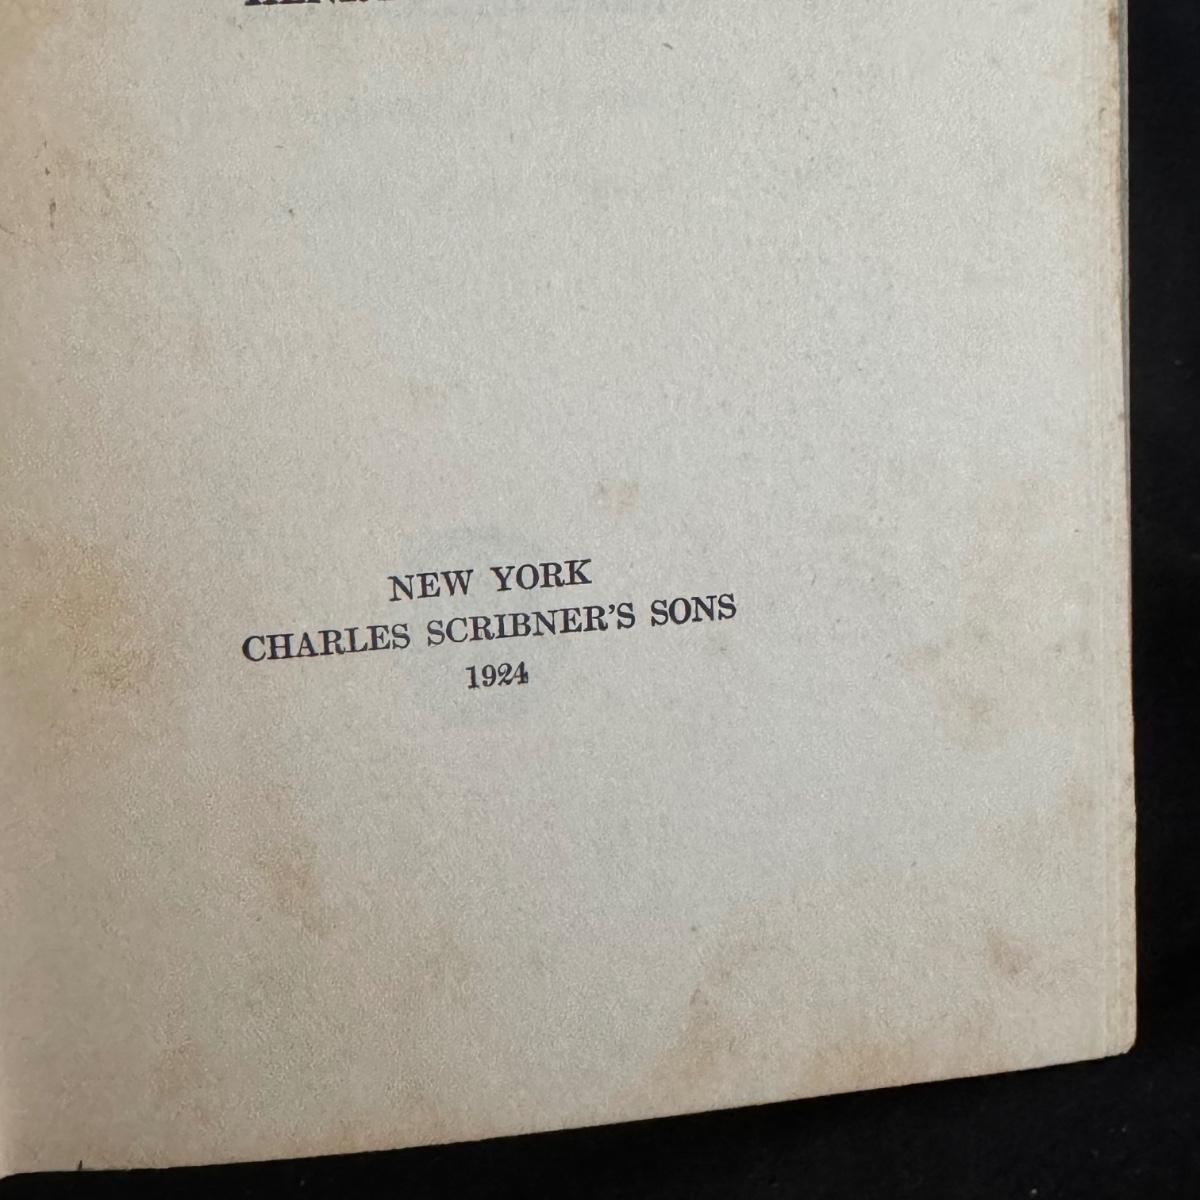 NEW YORK
CHARLES SCRIBNER'S SONS
1924